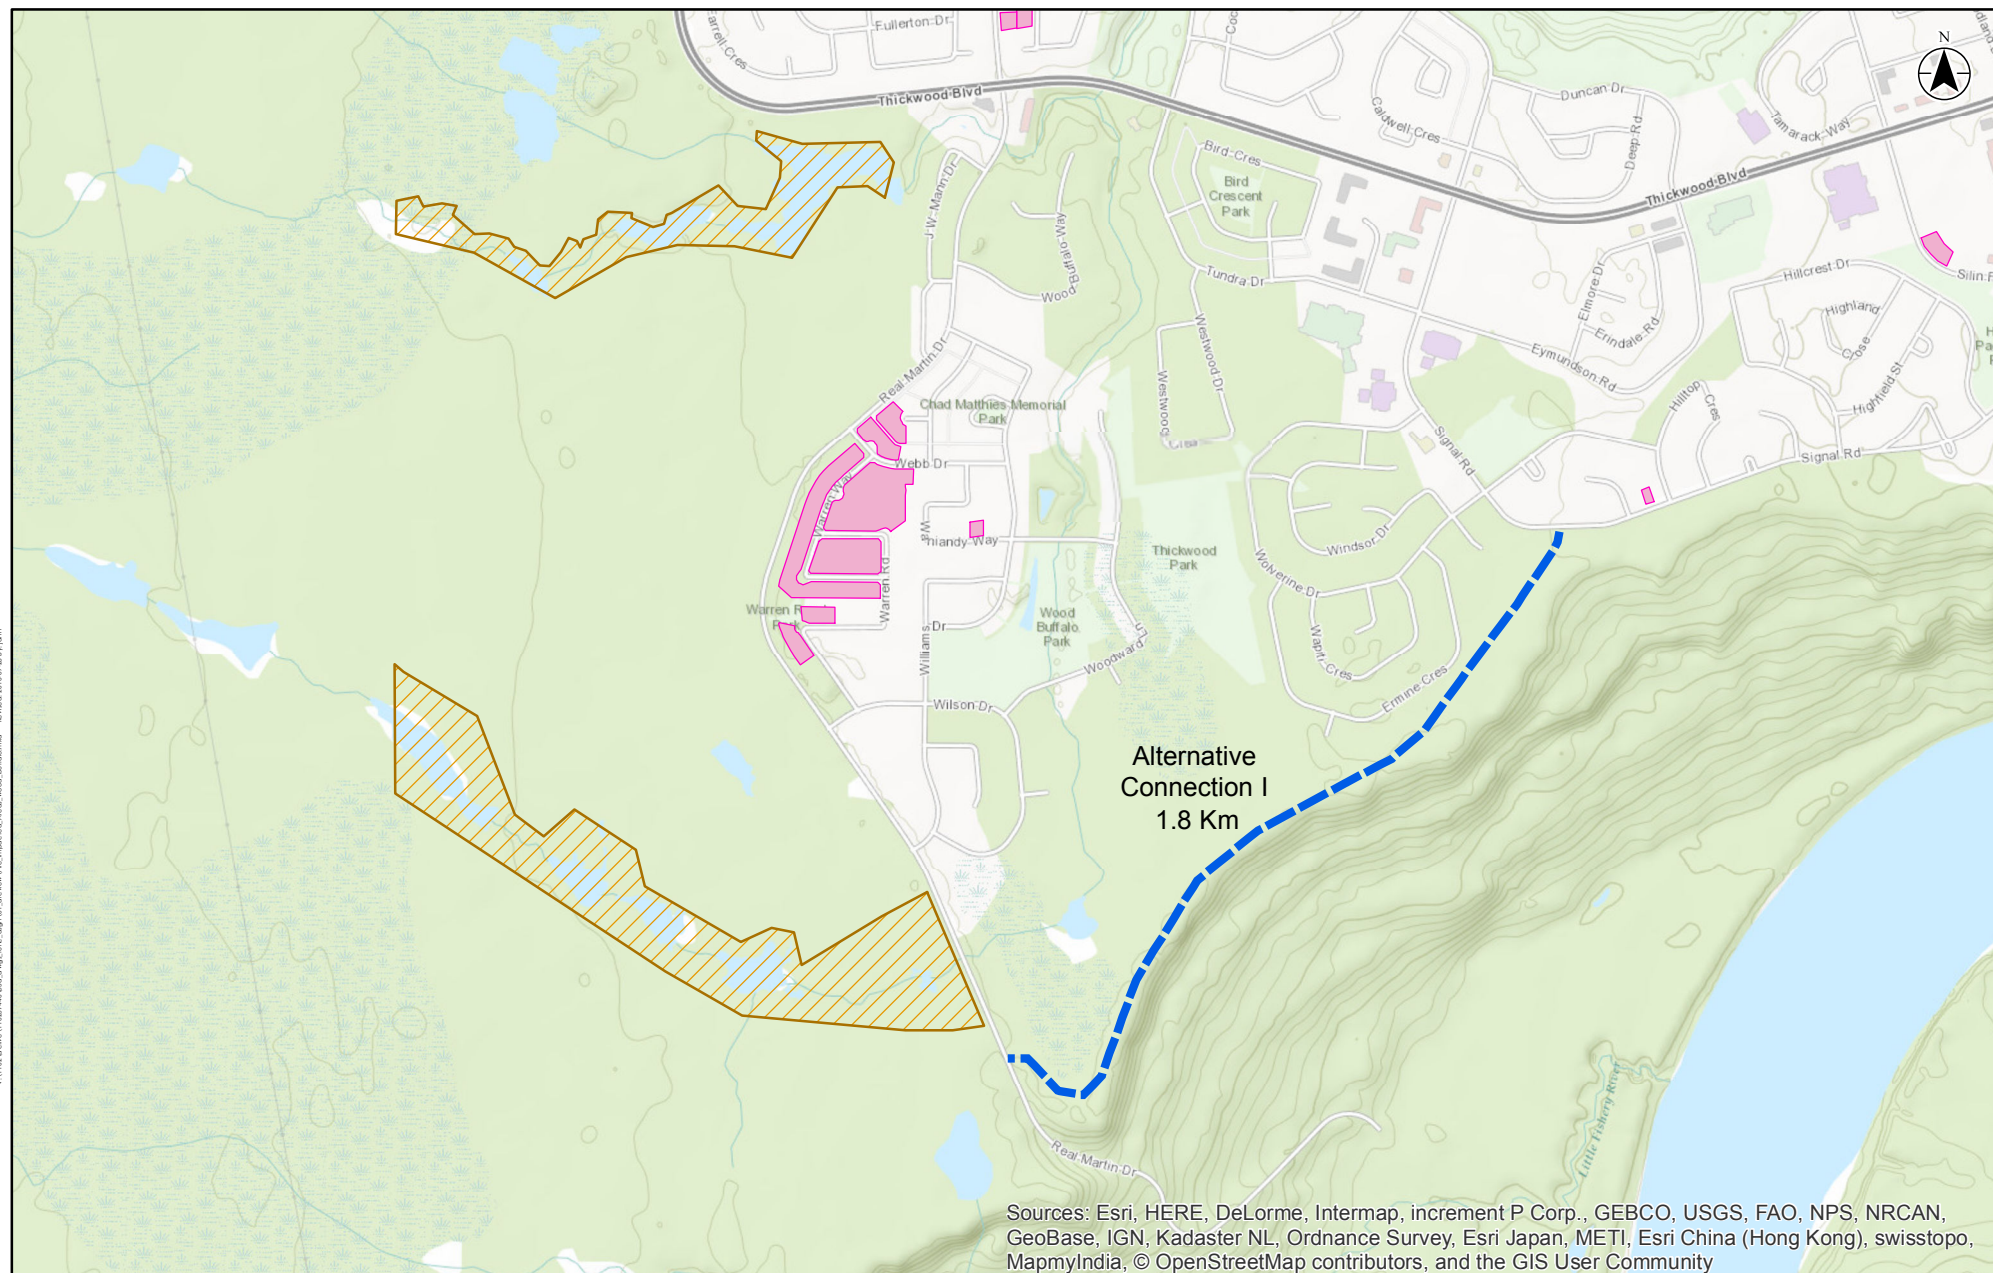 Fullerton Dr
N
Thickwood Blvd
Duncan Dr
Caldwell Cres
Deep Rd
Tamarack Way
Thickwood Blvd
Bird Cres
Bird
Crescent
Park
J W Mann Dr
Wood Buffalo Way
Wood
Tundra Dr
Hillcrest Dr
Elmore Dr
Erindale Rd
Highland
Close
Eymundson Rd
Westwood Dr
Westwood
Real Martin Dr
Chad Matthies Memorial
Park
Hilltop
Cres
Highfield St
Signal Rd
Signal Rd
Webb Dr
Warren Way
Wa
niandy Way
Windsor Dr
Thickwood
Park
Wolverine Dr
Warren Rd
Warren R
Wood
Buffalo
Park
Williams
Dr
Ln
Woodward
Wapiti Cres
Ermine Cres
Wilson Dr
Alternative
Connection I
1.8 Km
Little Fishery River
Real Martin Dr
Sources: Esri, HERE, DeLorme, Intermap, increment P Corp., GEBCO, USGS, FAO, NPS, NRCAN,
GeoBase, IGN, Kadaster NL, Ordnance Survey, Esri Japan, METI, Esri China (Hong Kong), swisstopo,
MapmyIndia, © OpenStreetMap contributors, and the GIS User Community